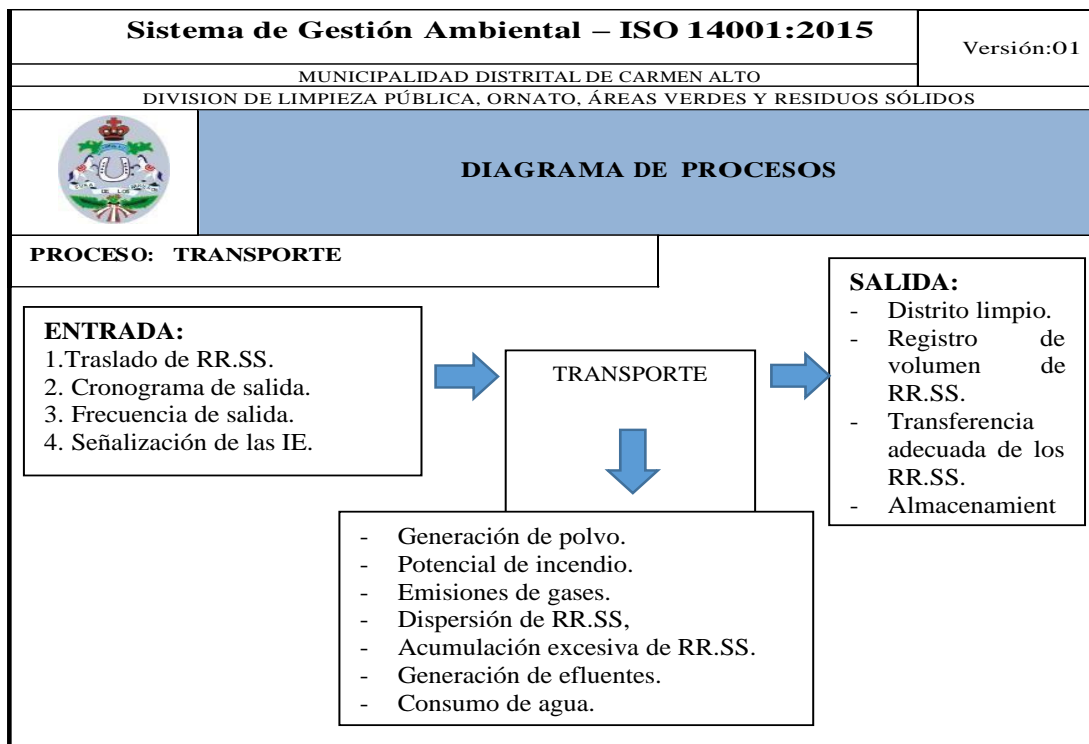 Sistema de Gestión Ambiental – ISO 14001:2015
Versión:01
MUNICIPALIDAD DISTRITAL DE CARMEN ALTO
DIVISION DE LIMPIEZA PÚBLICA, ORNATO, ÁREAS VERDES Y RESIDUOS SÓLIDOS
DIAGRAMA DE PROCESOS
PROCESO: TRANSPORTE
ENTRADA:
1.Traslado de RR.SS.
2. Cronograma de salida.
3. Frecuencia de salida.
4. Señalización de las IE.
TRANSPORTE
- Generación de polvo.
- Potencial de incendio.
- Emisiones de gases.
- Dispersión de RR.SS,
- Acumulación excesiva de RR.SS.
- Generación de efluentes.
- Consumo de agua.
SALIDA:
- Distrito limpio.
- Registro de
volumen de
RR.SS.
- Transferencia
adecuada de los
RR.SS.
- Almacenamient